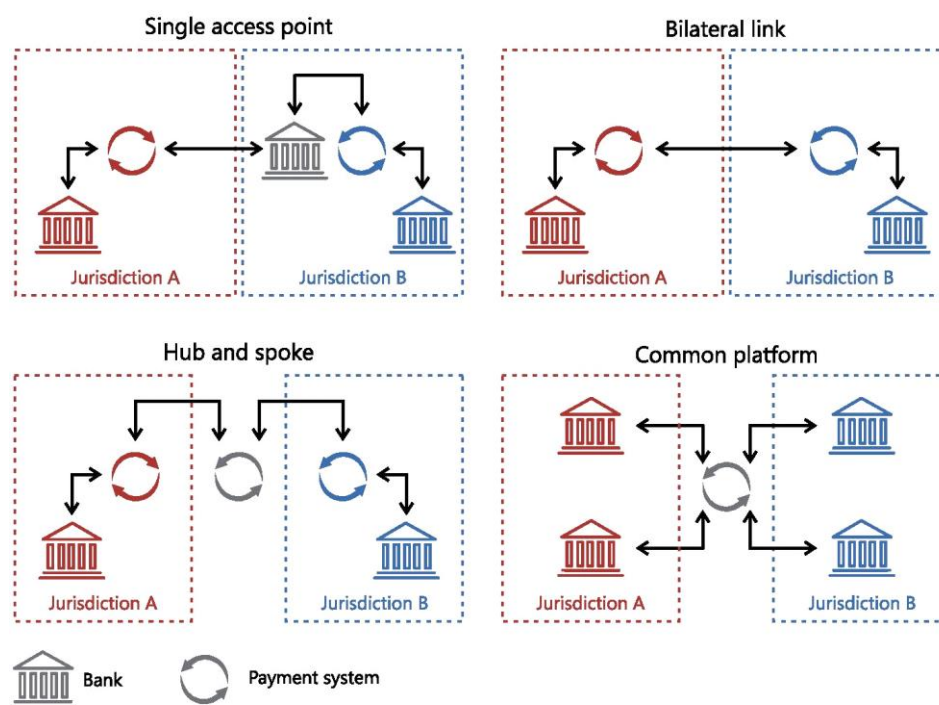 Single access point
Bilateral link
Jurisdiction A
Jurisdiction B
Jurisdiction A
Jurisdiction B
Hub and spoke
Common platform
Jurisdiction A
Jurisdiction B
Jurisdiction A
Jurisdiction B
Bank
Payment system